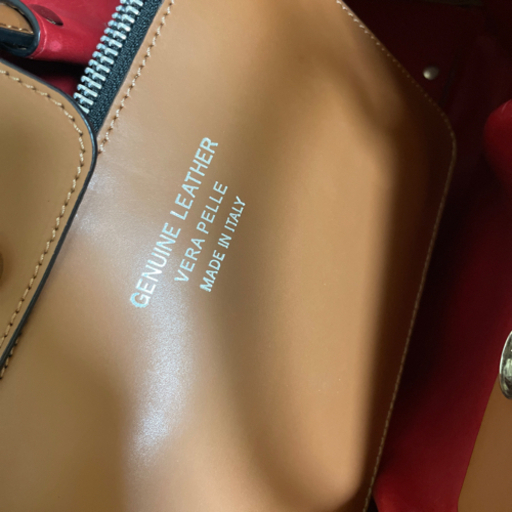 GENUINE LEATHER
VERA PELLE
MADE IN ITALY